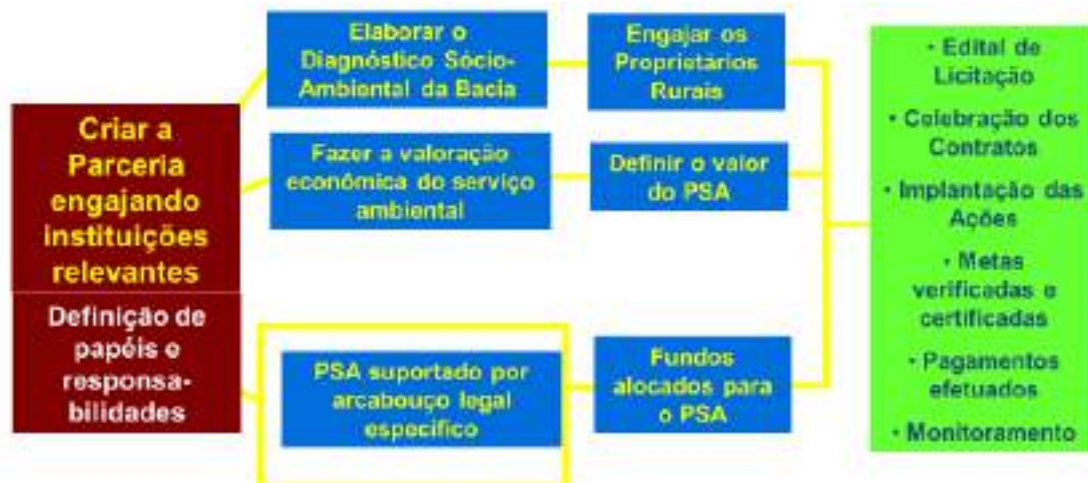 Criar a
Parceria
engajando
instituições
relevantes
Definição de
papéis e
responsa-
bilidades
Elaborar o
Diagnóstico Sócio-
Ambiental da Bacia
Engajar os
Proprietários
Rurais
Fazer a valoração
econômica do serviço
ambiental
Definir o valor
do PSA
PSA suportado por
arcabouço legal
específico
Fundos
alocados para
o PSA
• Edital de
Licitação
• Celebração dos
Contratos
• Implantação das
Ações
• Metas
verificadas e
certificadas
• Pagamentos
efetuados
• Monitoramento